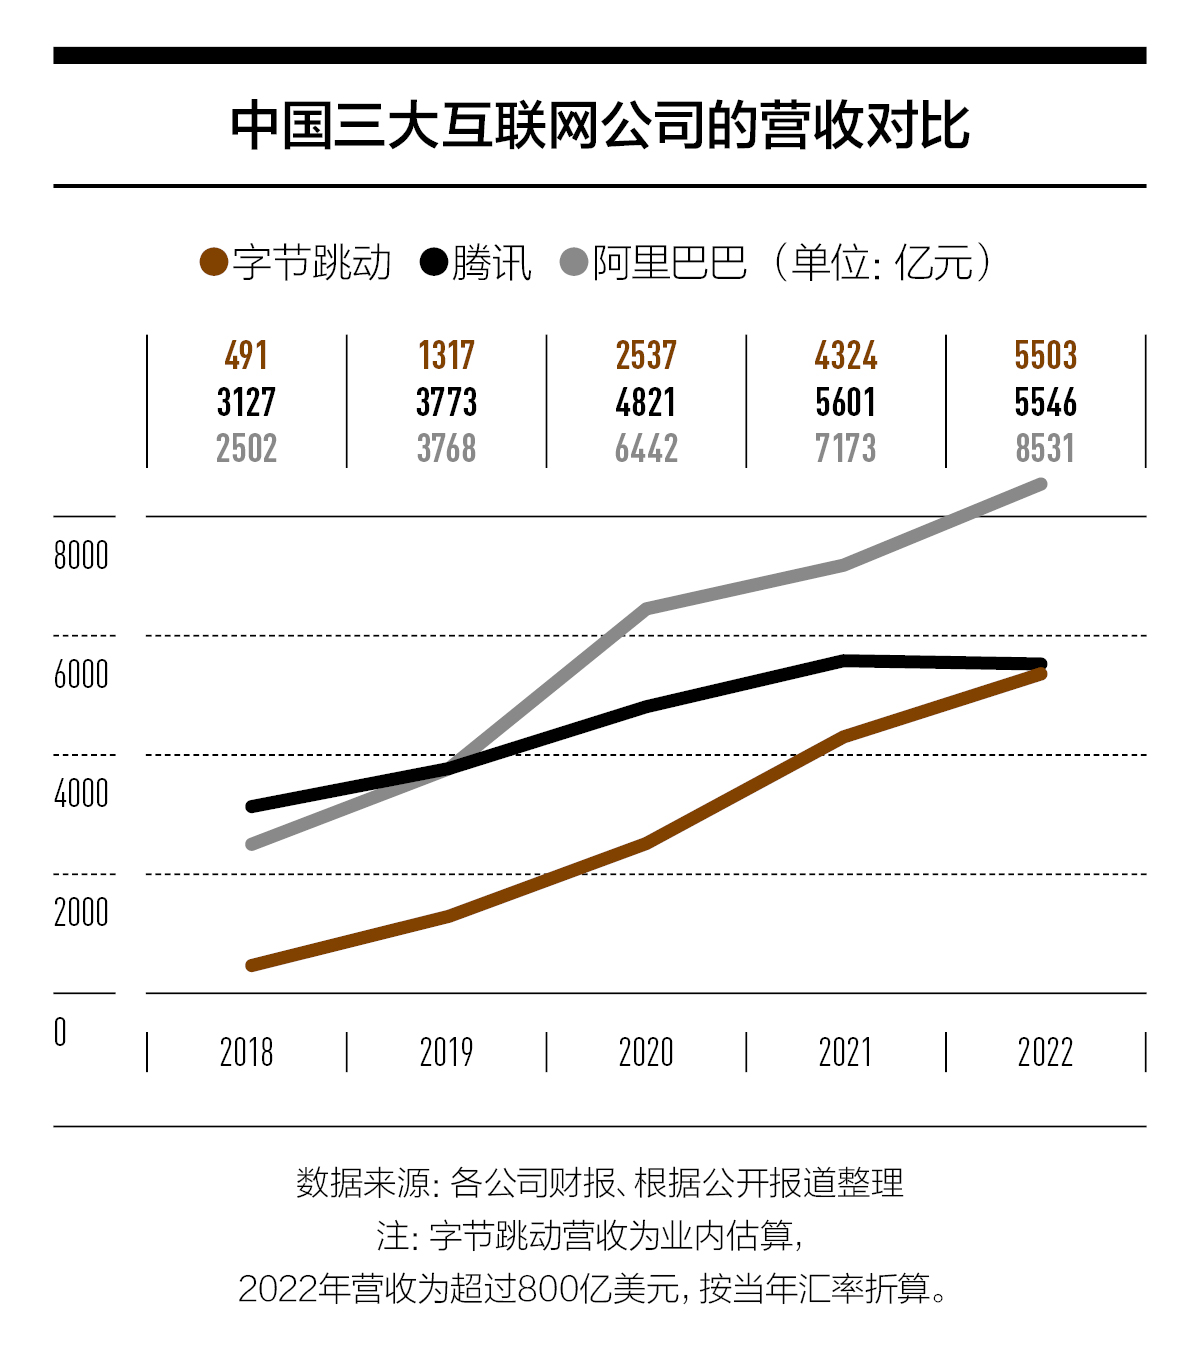 中国三大互联网公司的营收对比
字节跳动 腾讯 阿里巴巴（单位：亿元）
491 1317 2537 4324 5503
3127 3773 4821 5601 5546
2502 3768 6442 7173 8531
8000
6000
4000
2000
0
2018 2019 2020 2021 2022
数据来源：各公司财报、根据公开报道整理
注：字节跳动营收为业内估算，
2022年营收为超过800亿美元，按当年汇率折算。